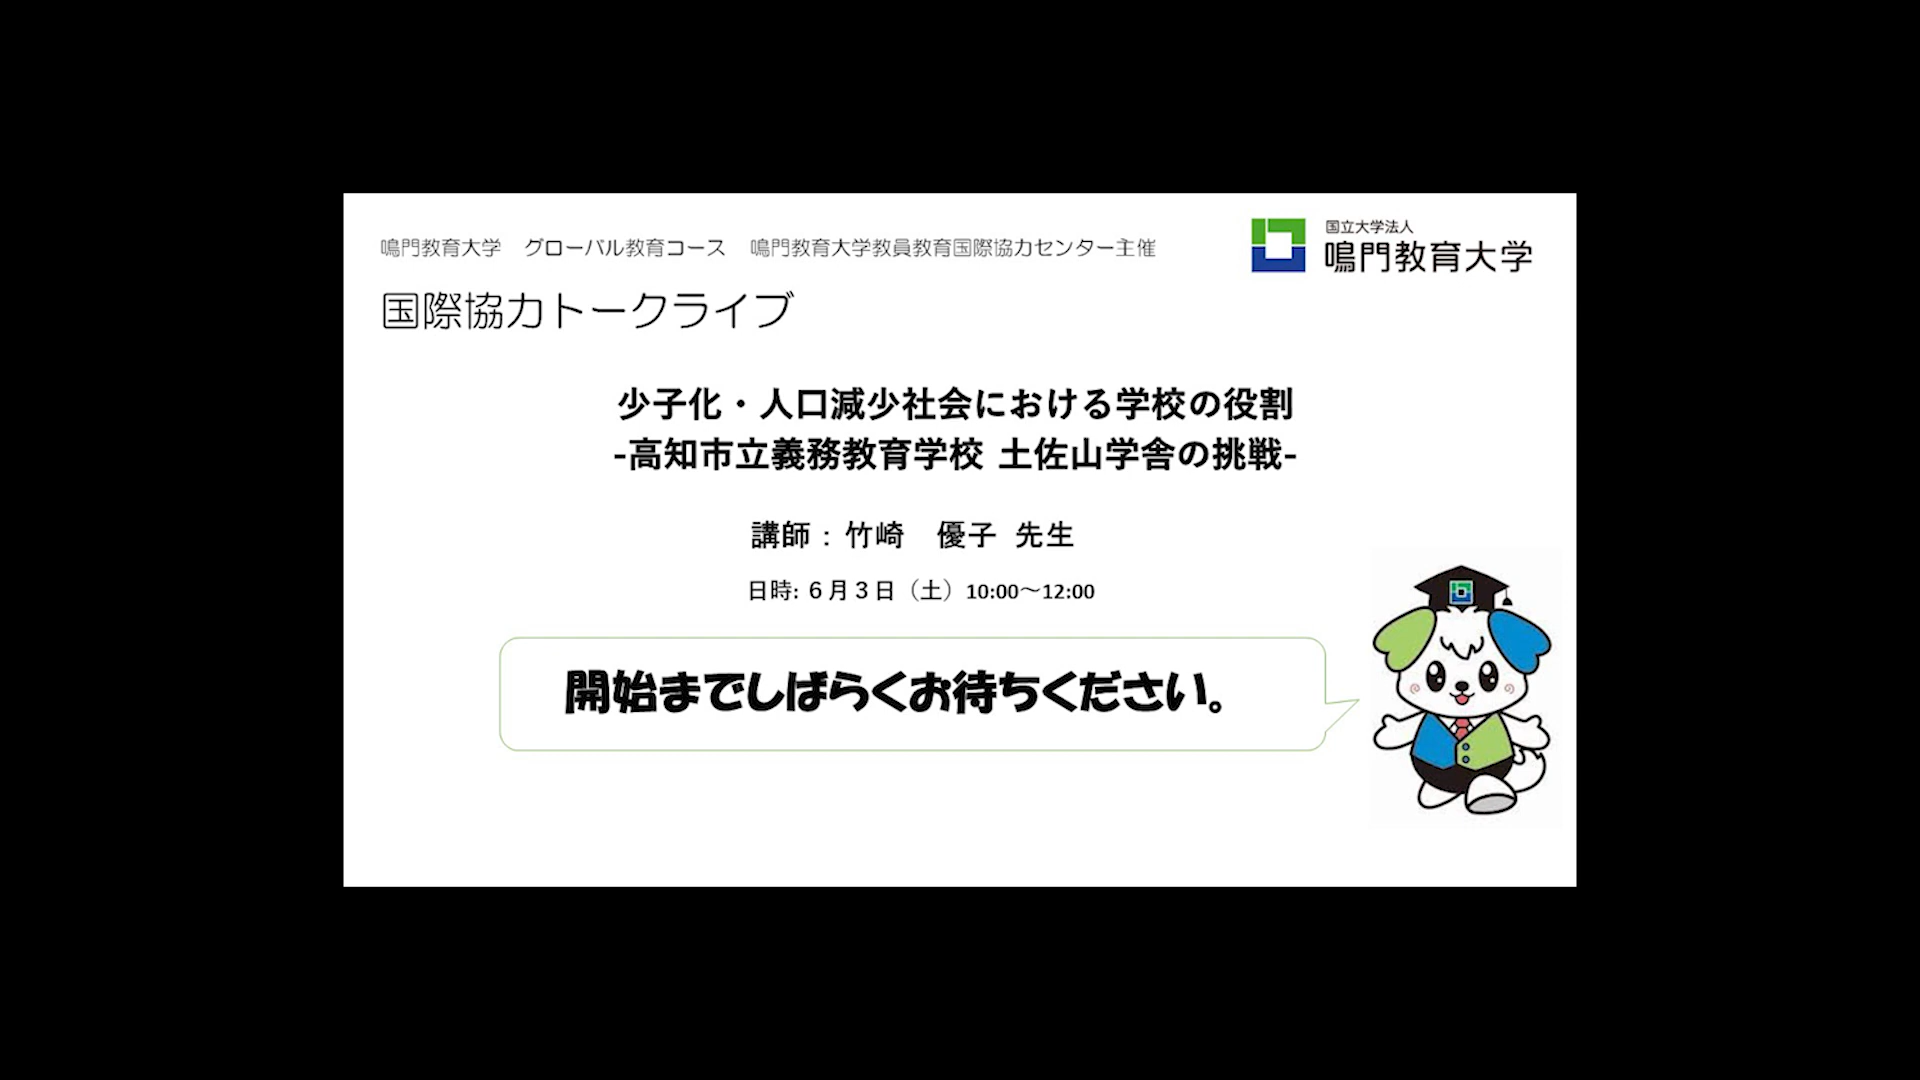 鳴門教育大学　グローバル教育コース　鳴門教育大学教員教育国際協力センター主催
国立大学法人
鳴門教育大学
国際協力トークライブ
少子化・人口減少社会における学校の役割
-高知市立義務教育学校 土佐山学舎の挑戦-
講師：竹崎　優子 先生
日時: ６月３日（土）10:00～12:00
開始までしばらくお待ちください。